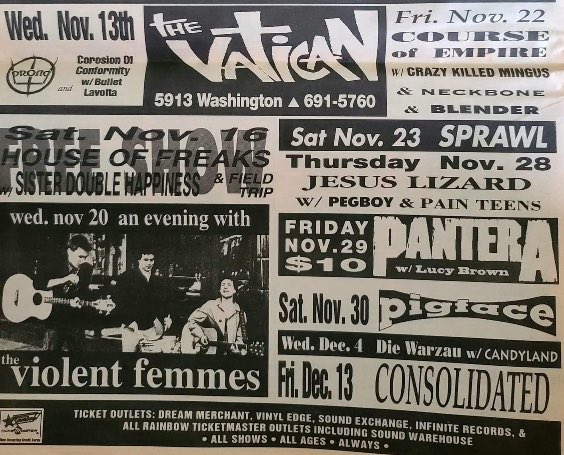 Wed. Nov. 13th
PRONG
and
Corosion Of
Conformity
w/ Bullet
Lavolta
THE VATICAN
5913 Washington ▲ 691-5760
Fri. Nov. 22
COURSE
of EMPIRE
W/ CRAZY KILLED MINGUS
& NECKBONE
& BLENDER
FREE SHOW
Sat. Nov. 16
HOUSE OF FREAKS
w/ SISTER DOUBLE HAPPINESS & FIELD
TRIP
wed. nov 20 an evening with
the
violent femmes
Sat Nov. 23 SPRAWL
Thursday Nov. 28
JESUS LIZARD
W/ PEGBOY & PAIN TEENS
FRIDAY
NOV. 29
$10
PANTERA
w/ Lucy Brown
Sat. Nov. 30 pigface
Wed. Dec. 4 Die Warzau w/ CANDYLAND
Fri. Dec. 13 CONSOLIDATED
TICKET OUTLETS: DREAM MERCHANT, VINYL EDGE, SOUND EXCHANGE, INFINITE RECORDS, &
ALL RAINBOW TICKETMASTER OUTLETS INCLUDING SOUND WAREHOUSE
• ALL SHOWS • ALL AGES • ALWAYS •